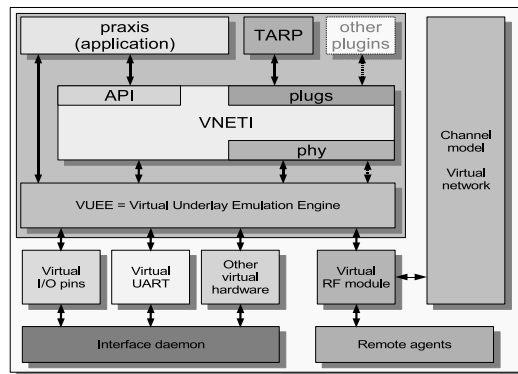 praxis
(application)
TARP
other
plugins
API
plugs
VNETI
phy
Channel
model
Virtual
network
VUEE = Virtual Underlay Emulation Engine
Virtual
I/O pins
Virtual
UART
Other
virtual
hardware
Virtual
RF module
Interface daemon
Remote agents